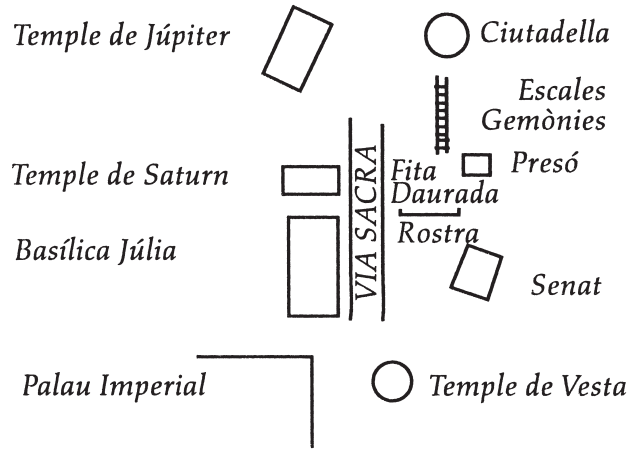 Temple de Júpiter
Ciutadella
Escales
Gemònies
Temple de Saturn
VIA SACRA
Fita
Daurada
Presó
Rostra
Basílica Júlia
Senat
Palau Imperial
Temple de Vesta